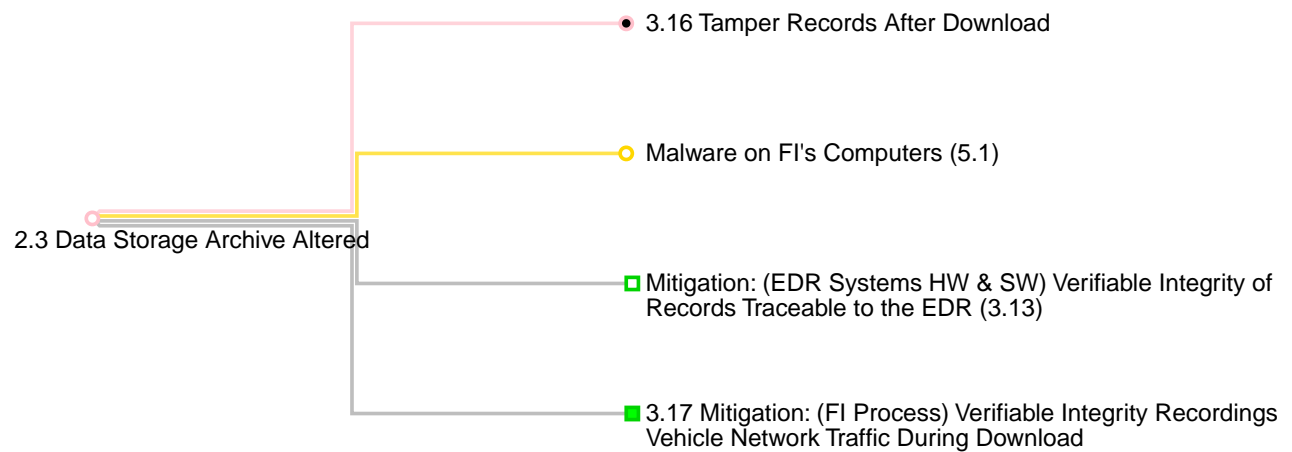 3.16 Tamper Records After Download
Malware on FI's Computers (5.1)
2.3 Data Storage Archive Altered
Mitigation: (EDR Systems HW & SW) Verifiable Integrity of
Records Traceable to the EDR (3.13)
3.17 Mitigation: (FI Process) Verifiable Integrity Recordings
Vehicle Network Traffic During Download